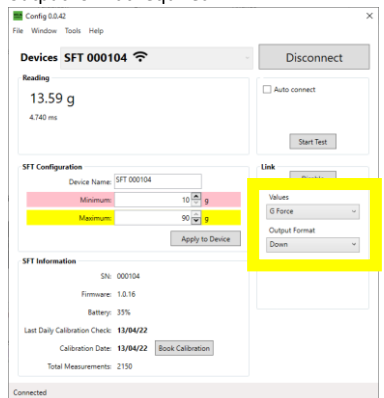 Config 0.0.42
File Window Tools Help
Devices SFT 000104
Disconnect
Reading
13.59 g
4.740 ms
Auto connect
Start Test
SFT Configuration
Device Name: SFT 000104
Minimum: 10 g
Maximum: 90 g
Apply to Device
Link
Values
G Force
Output Format
Down
SFT Information
SN: 000104
Firmware: 1.0.16
Battery: 35%
Last Daily Calibration Check: 13/04/22
Calibration Date: 13/04/22 Book Calibration
Total Measurements: 2150
Connected